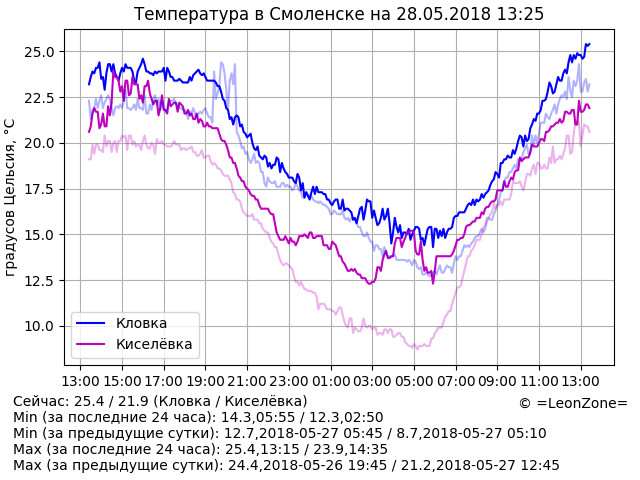 Температура в Смоленске на 28.05.2018 13:25
25.0
22.5
20.0
17.5
15.0
12.5
10.0
градусов Цельсия, °C
Кловка
Киселёвка
13:00 15:00 17:00 19:00 21:00 23:00 01:00 03:00 05:00 07:00 09:00 11:00 13:00
Сейчас: 25.4 / 21.9 (Кловка / Киселёвка)
© =LeonZone=
Min (за последние 24 часа): 14.3,05:55 / 12.3,02:50
Min (за предыдущие сутки): 12.7,2018-05-27 05:45 / 8.7,2018-05-27 05:10
Max (за последние 24 часа): 25.4,13:15 / 23.9,14:35
Max (за предыдущие сутки): 24.4,2018-05-26 19:45 / 21.2,2018-05-27 12:45